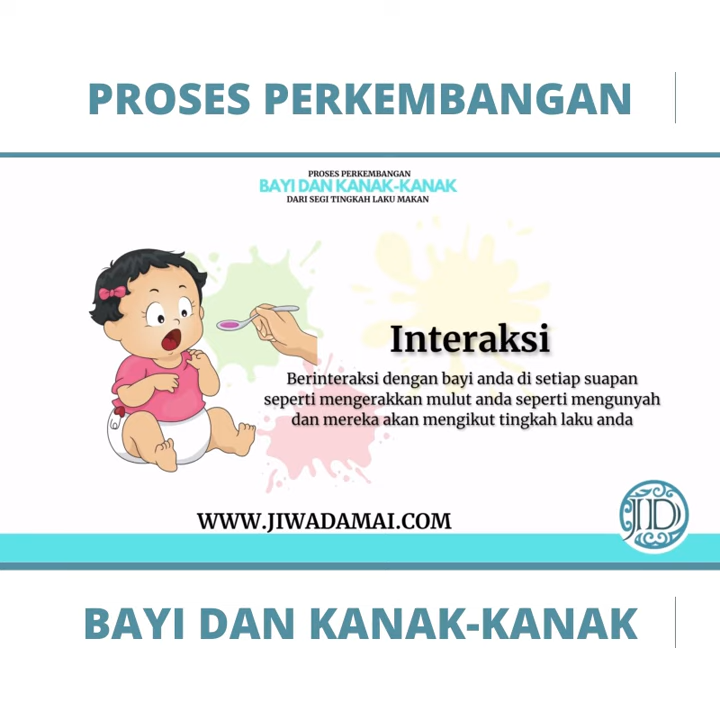 PROSES PERKEMBANGAN
PROSES PERKEMBANGAN
BAYI DAN KANAK-KANAK
DARI SEGI TINGKAH LAKU MAKAN
Interaksi
Berinteraksi dengan bayi anda di setiap suapan
seperti mengerakkan mulut anda seperti mengunyah
dan mereka akan mengikut tingkah laku anda
WWW.JIWADAMAI.COM
JD
BAYI DAN KANAK-KANAK